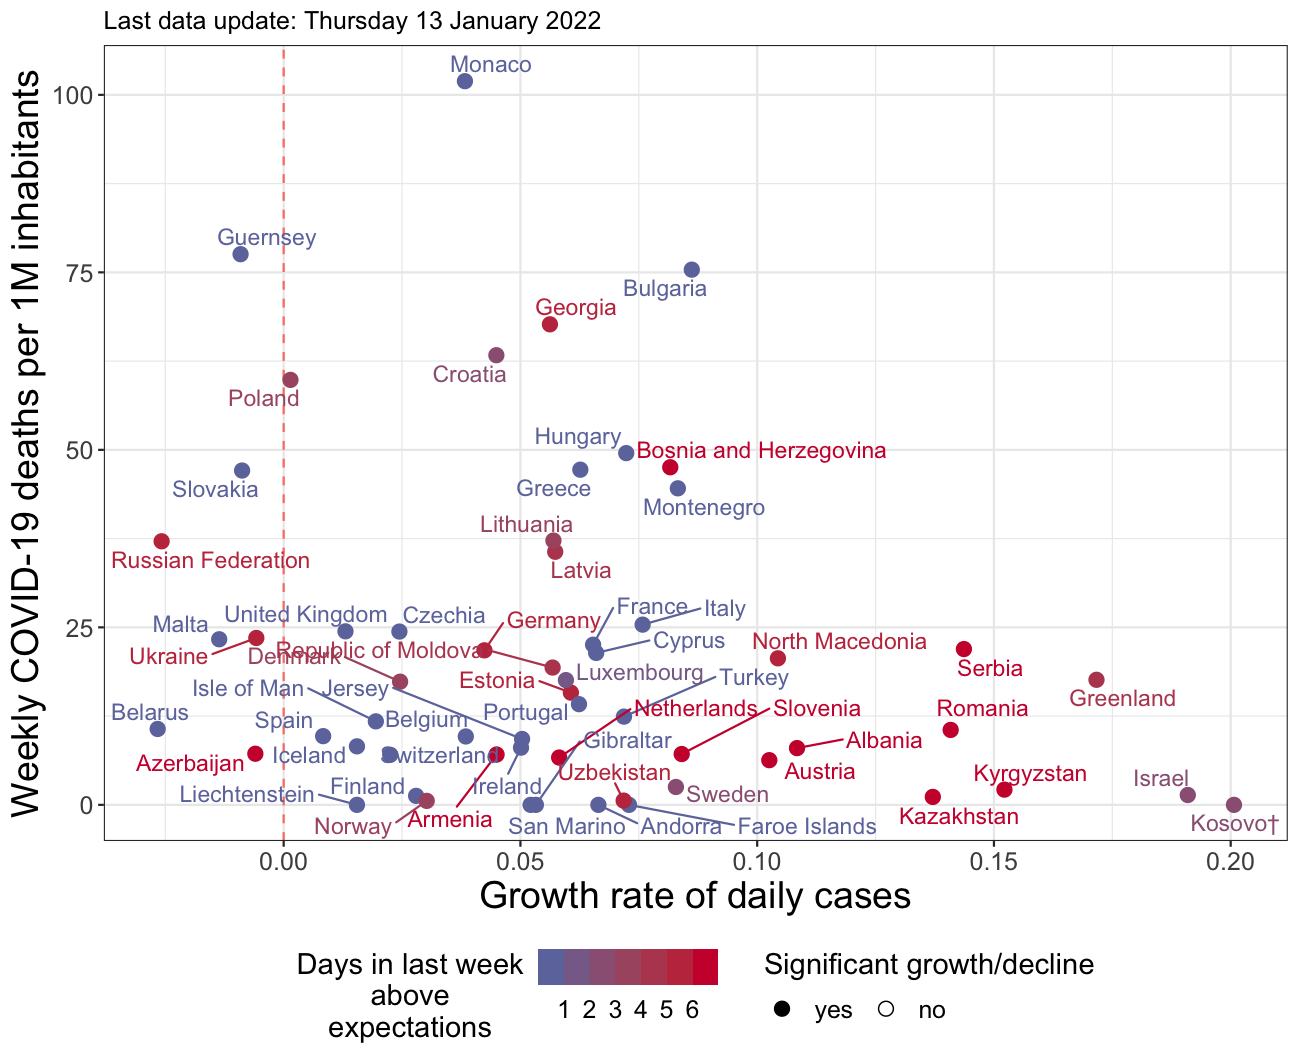 Last data update: Thursday 13 January 2022
Weekly COVID-19 deaths per 1M inhabitants
100
75
50
25
0
Monaco
Guernsey
Bulgaria
Georgia
Croatia
Poland
Hungary
Bosnia and Herzegovina
Slovakia
Greece
Montenegro
Lithuania
Russian Federation
Latvia
France
Italy
Malta
United Kingdom
Czechia
Germany
Cyprus
North Macedonia
Ukraine
Denmark
Republic of Moldova
Serbia
Estonia
Luxembourg
Turkey
Isle of Man
Jersey
Greenland
Belarus
Spain
Belgium
Portugal
Netherlands
Slovenia
Romania
Azerbaijan
Iceland
Switzerland
Gibraltar
Albania
Uzbekistan
Austria
Kyrgyzstan
Israel
Liechtenstein
Finland
Ireland
Sweden
Norway
Armenia
San Marino
Andorra
Faroe Islands
Kazakhstan
Kosovo†
0.00
0.05
0.10
0.15
0.20
Growth rate of daily cases
Days in last week
above
expectations
1 2 3 4 5 6
Significant growth/decline
yes
no